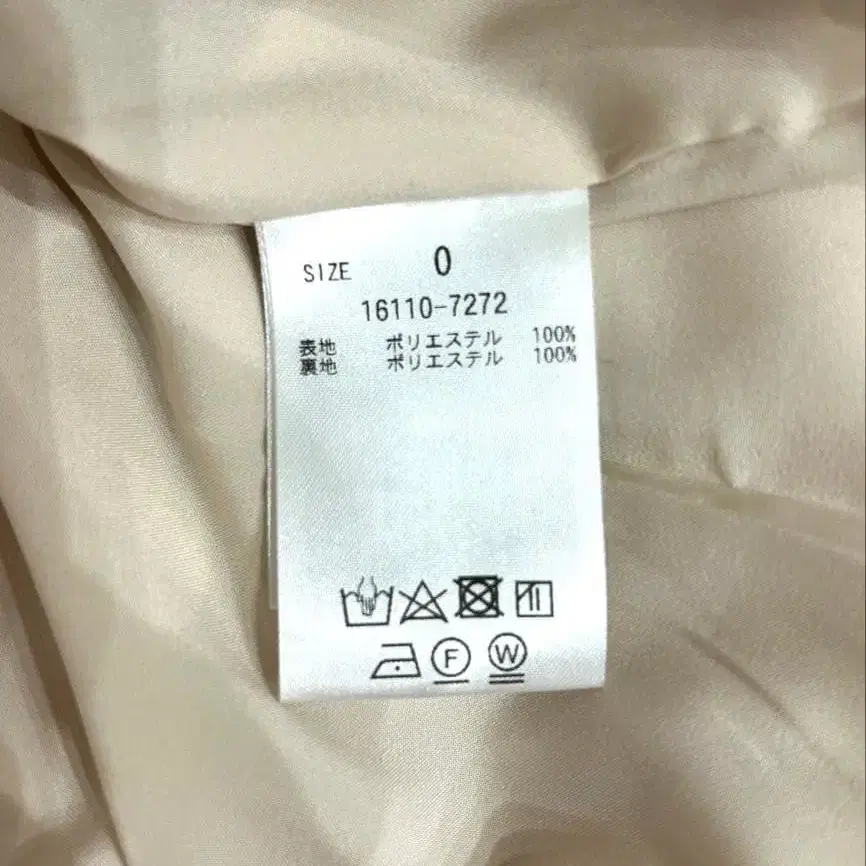 SIZE 0
16110-7272
表地 ポリエステル 100%
裏地 ポリエステル 100%
F W